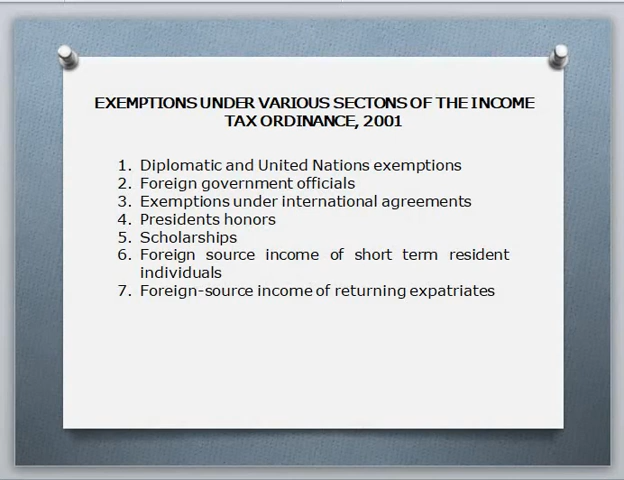 EXEMPTIONS UNDER VARIOUS SECTONS OF THE INCOME
TAX ORDINANCE, 2001
1. Diplomatic and United Nations exemptions
2. Foreign government officials
3. Exemptions under international agreements
4. Presidents honors
5. Scholarships
6. Foreign source income of short term resident
individuals
7. Foreign-source income of returning expatriates